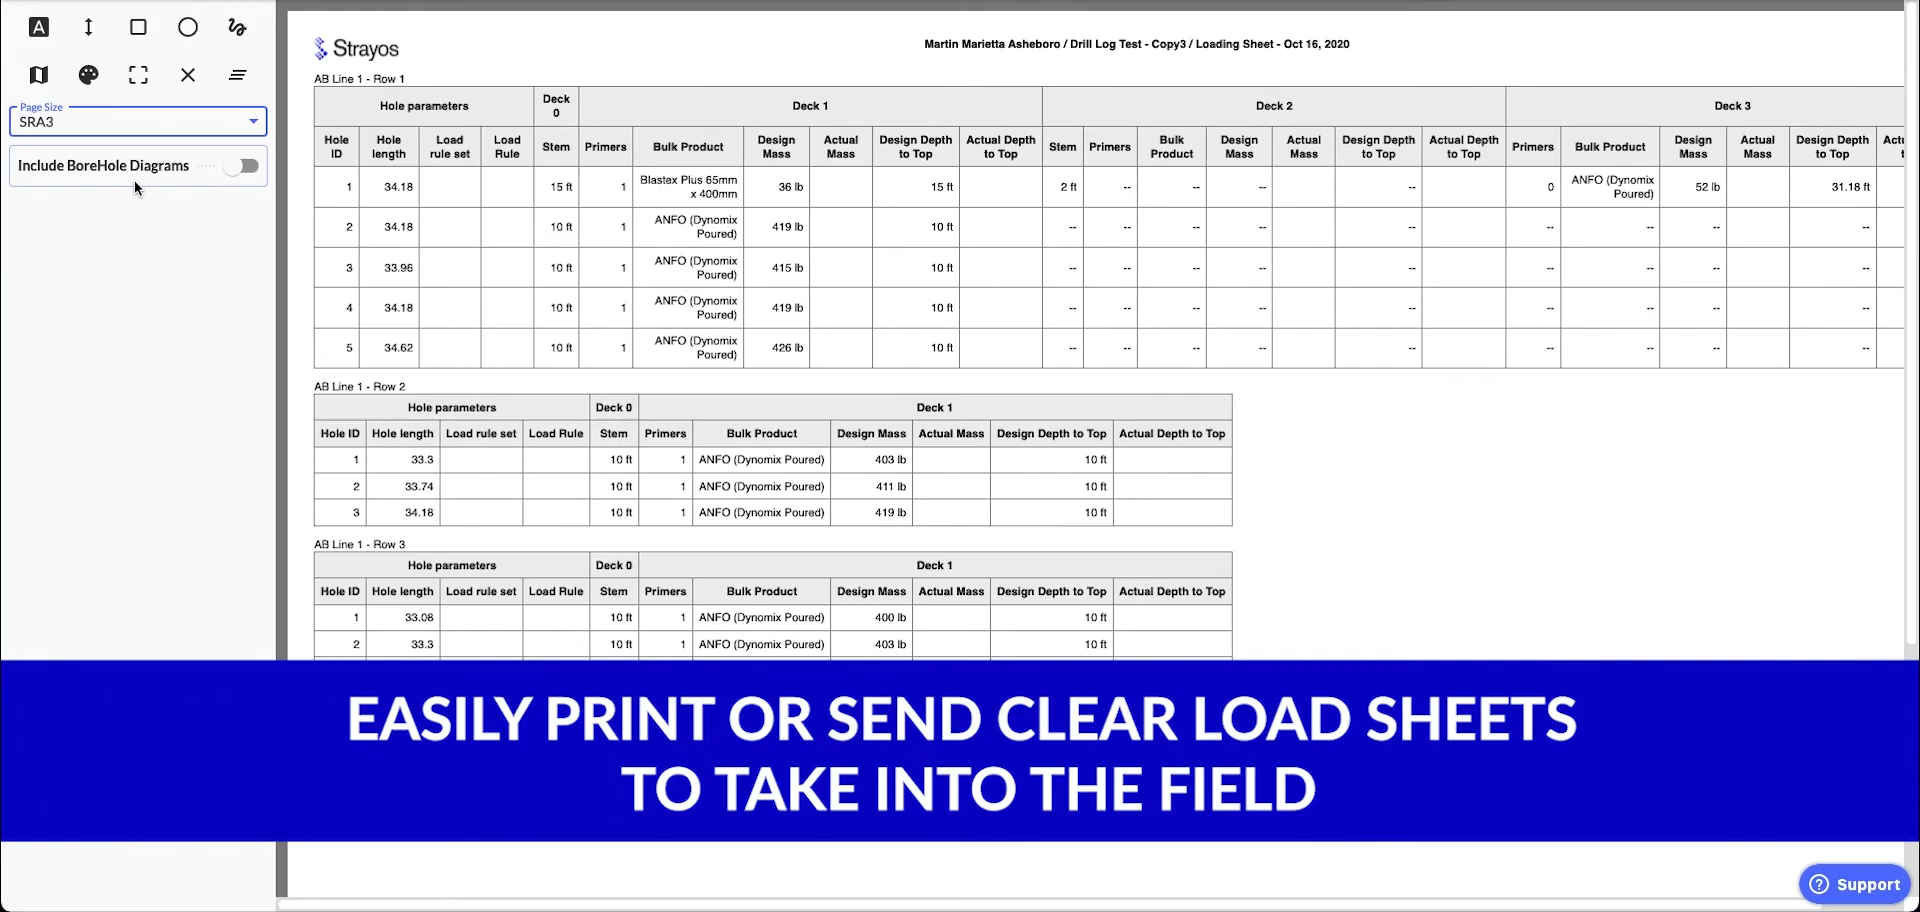 A
Page Size
SRA3
Include BoreHole Diagrams
Strayos
Martin Marietta Asheboro / Drill Log Test - Copy3 / Loading Sheet - Oct 16, 2020
AB Line 1 - Row 1
Hole parameters Deck 0 Deck 1 Deck 2 Deck 3
Hole ID Hole length Load rule set Load Rule Stem Primers Bulk Product Design Mass Actual Mass Design Depth to Top Actual Depth to Top Stem Primers Bulk Product Design Mass Actual Mass Design Depth to Top Actual Depth to Top Primers Bulk Product Design Mass Actual Mass Design Depth to Top
1 34.18 15 ft 1 Blastex Plus 65mm x 400mm 36 lb 15 ft 2 ft -- -- -- -- 0 ANFO (Dynomix Poured) 52 lb 31.18 ft
2 34.18 10 ft 1 ANFO (Dynomix Poured) 419 lb 10 ft -- -- -- -- -- -- -- -- --
3 33.96 10 ft 1 ANFO (Dynomix Poured) 415 lb 10 ft -- -- -- -- -- -- -- -- --
4 34.18 10 ft 1 ANFO (Dynomix Poured) 419 lb 10 ft -- -- -- -- -- -- -- -- --
5 34.62 10 ft 1 ANFO (Dynomix Poured) 426 lb 10 ft -- -- -- -- -- -- -- -- --
AB Line 1 - Row 2
Hole parameters Deck 0 Deck 1
Hole ID Hole length Load rule set Load Rule Stem Primers Bulk Product Design Mass Actual Mass Design Depth to Top Actual Depth to Top
1 33.3 10 ft 1 ANFO (Dynomix Poured) 403 lb 10 ft
2 33.74 10 ft 1 ANFO (Dynomix Poured) 411 lb 10 ft
3 34.18 10 ft 1 ANFO (Dynomix Poured) 419 lb 10 ft
AB Line 1 - Row 3
Hole parameters Deck 0 Deck 1
Hole ID Hole length Load rule set Load Rule Stem Primers Bulk Product Design Mass Actual Mass Design Depth to Top Actual Depth to Top
1 33.08 10 ft 1 ANFO (Dynomix Poured) 400 lb 10 ft
2 33.3 10 ft 1 ANFO (Dynomix Poured) 403 lb 10 ft
EASILY PRINT OR SEND CLEAR LOAD SHEETS
TO TAKE INTO THE FIELD
? Support